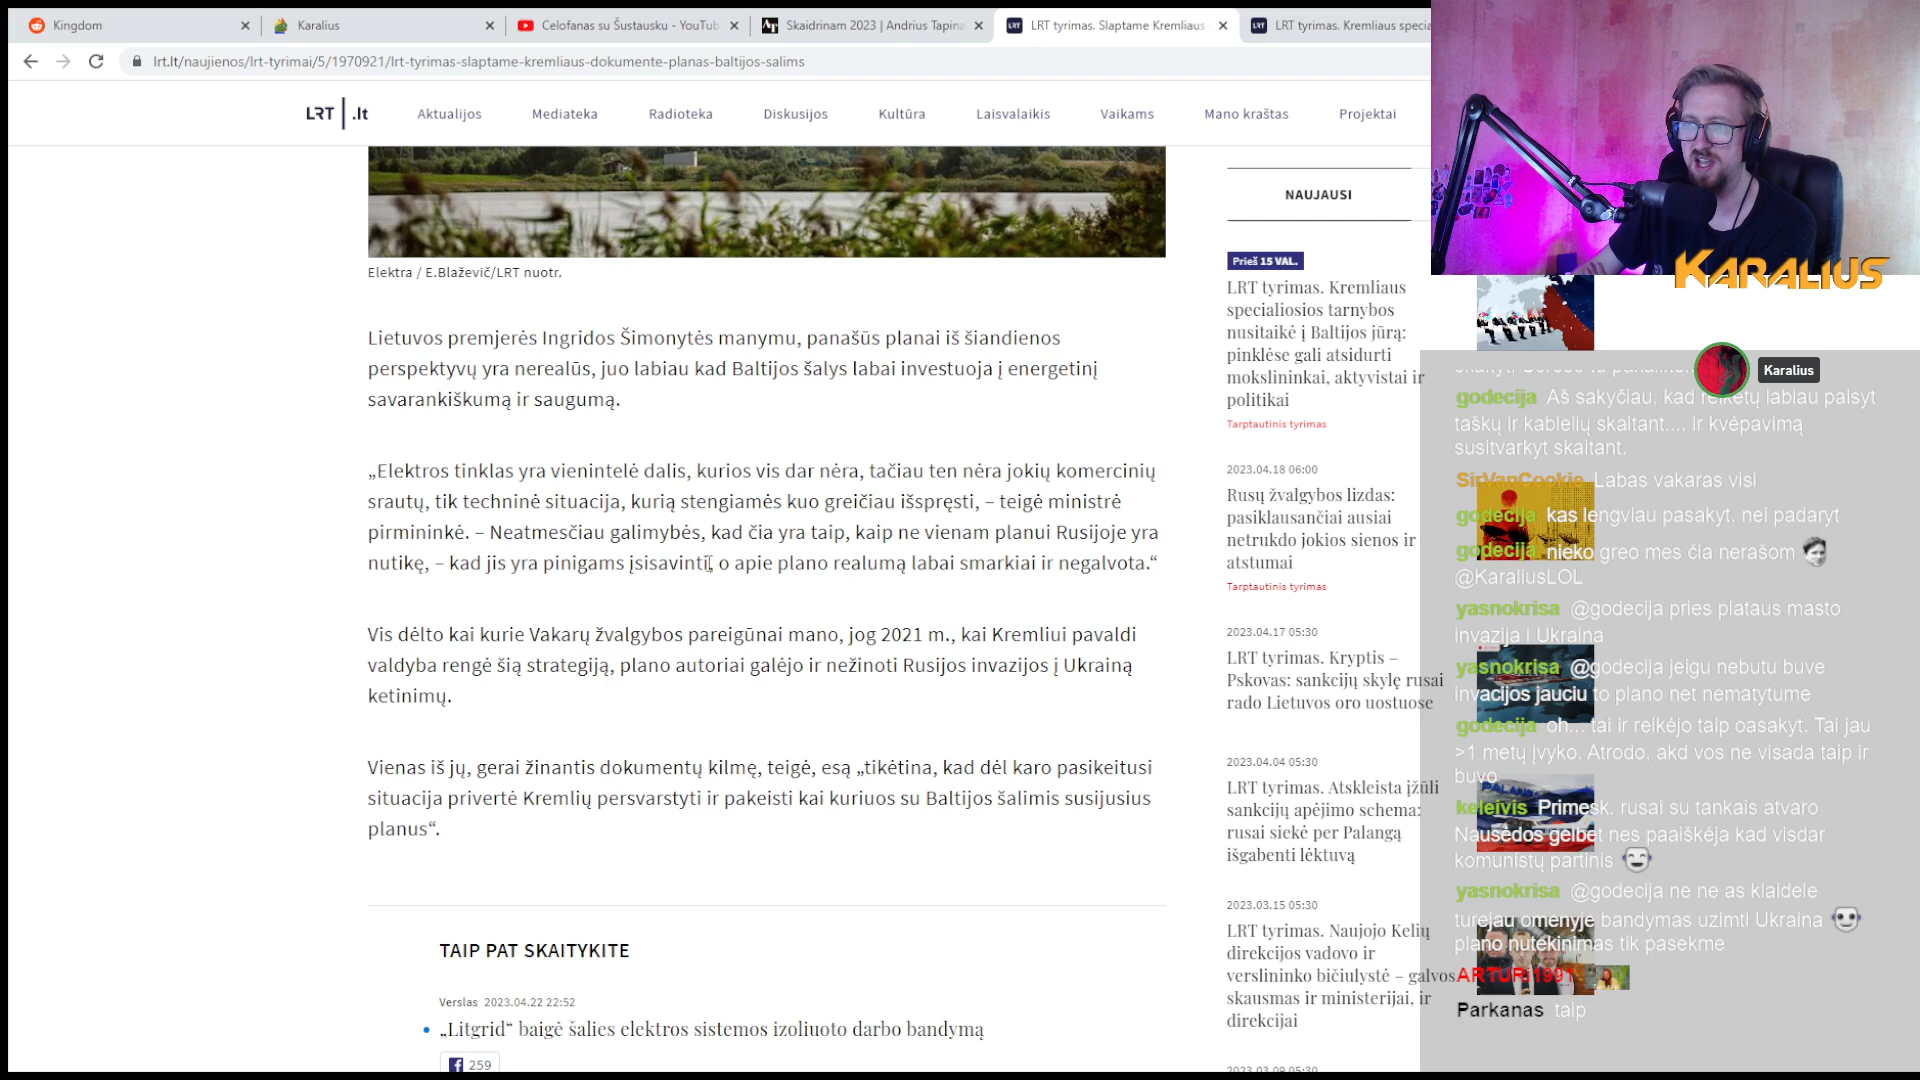 Kingdom
Karalius
Celofanas su Šustausku - YouTub
Skaidrinam 2023 | Andrius Tapina
LRT tyrimas. Slaptame Kremliaus
LRT tyrimas. Kremliaus specia
lrt.lt/naujienos/lrt-tyrimai/5/1970921/lrt-tyrimas-slaptame-kremliaus-dokumente-planas-baltijos-salims
LRT .lt
Aktualijos
Mediateka
Radioteka
Diskusijos
Kultūra
Laisvalaikis
Vaikams
Mano kraštas
Projektai
Elektra / E.Blaževič/LRT nuotr.
Lietuvos premjerės Ingridos Šimonytės manymu, panašūs planai iš šiandienos
perspektyvų yra nerealūs, juo labiau kad Baltijos šalys labai investuoja į energetinį
savarankiškumą ir saugumą.
„Elektros tinklas yra vienintelė dalis, kurios vis dar nėra, tačiau ten nėra jokių komercinių
srautų, tik techninė situacija, kurią stengiamės kuo greičiau išspręsti, – teigė ministrė
pirmininkė. – Neatmesčiau galimybės, kad čia yra taip, kaip ne vienam planui Rusijoje yra
nutikę, – kad jis yra pinigams įsisavinti, o apie plano realumą labai smarkiai ir negalvota.“
Vis dėlto kai kurie Vakarų žvalgybos pareigūnai mano, jog 2021 m., kai Kremliui pavaldi
valdyba rengė šią strategiją, plano autoriai galėjo ir nežinoti Rusijos invazijos į Ukrainą
ketinimų.
Vienas iš jų, gerai žinantis dokumentų kilmę, teigė, esą „tikėtina, kad dėl karo pasikeitusi
situacija privertė Kremlių persvarstyti ir pakeisti kai kuriuos su Baltijos šalimis susijusius
planus“.
TAIP PAT SKAITYKITE
Verslas 2023.04.22 22:52
„Litgrid“ baigė šalies elektros sistemos izoliuoto darbo bandymą
259
NAUJAUSI
Prieš 15 VAL.
LRT tyrimas. Kremliaus
specialiosios tarnybos
nusitaikė į Baltijos jūrą:
pinklėse gali atsidurti
mokslininkai, aktyvistai ir
politikai
Tarptautinis tyrimas
2023.04.18 06:00
Rusų žvalgybos lizdas:
pasiklausančiai ausiai
netrukdo jokios sienos ir
atstumai
Tarptautinis tyrimas
2023.04.17 05:30
LRT tyrimas. Kryptis –
Pskovas: sankcijų skylę rusai
rado Lietuvos oro uostuose
2023.04.04 05:30
LRT tyrimas. Atskleista įžūli
sankcijų apėjimo schema:
rusai siekė per Palangą
išgabenti lėktuvą
2023.03.15 05:30
LRT tyrimas. Naujojo Kelių
direkcijos vadovo ir
verslininko bičiulystė – galvos
skausmas ir ministerijai, ir
direkcijai
2023.03.09 05:30
KARALIUS
Karalius
godecija Aš sakyčiau, kad reikėtų labiau paisyt
taškų ir kablelių skaitant.... ir kvėpavimą
susitvarkyt skaitant.
SirVanCookie Labas vakaras visi
godecija kas lengviau pasakyt, nei padaryt
godecija nieko greo mes čia nerašom
@KaraliusLOL
yasnokrisa @godecija pries plataus masto
invazija i Ukraina
yasnokrisa @godecija jeigu nebutu buve
invacijos jauciu to plano net nematytume
godecija oh... tai ir reikėjo taip oasakyt. Tai jau
>1 metų įvyko. Atrodo, akd vos ne visada taip ir
buvo
keleivis Primesk, rusai su tankais atvaro
Nausėdos gelbėt nes paaiškėja kad visdar
komunistų partinis
yasnokrisa @godecija ne ne as klaidele
turejau omenyje bandymas uzimti Ukraina
plano nutekinimas tik pasekme
ARTURi1991
Parkanas taip